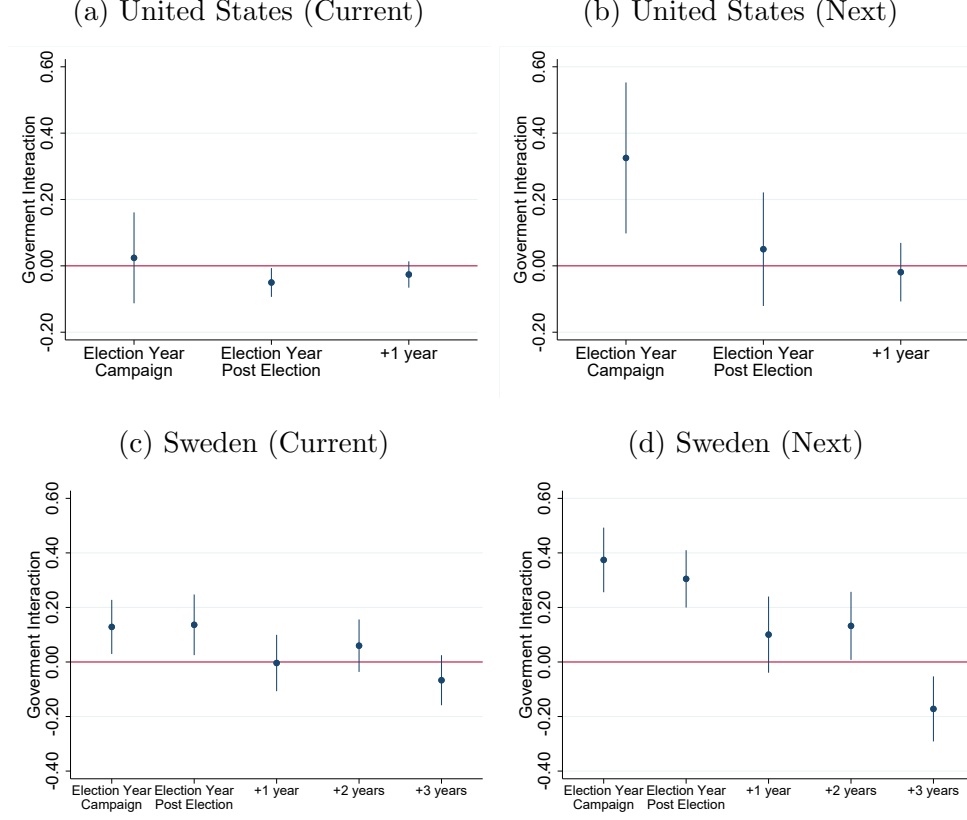 (a) United States (Current)
Goverment Interaction
0.60
0.40
0.20
0.00
-0.20
Election Year
Campaign
Election Year
Post Election
+1 year
(b) United States (Next)
Goverment Interaction
0.60
0.40
0.20
0.00
-0.20
Election Year
Campaign
Election Year
Post Election
+1 year
(c) Sweden (Current)
Goverment Interaction
0.60
0.40
0.20
0.00
-0.20
-0.40
Election Year
Campaign
Election Year
Post Election
+1 year
+2 years
+3 years
(d) Sweden (Next)
Goverment Interaction
0.60
0.40
0.20
0.00
-0.20
-0.40
Election Year
Campaign
Election Year
Post Election
+1 year
+2 years
+3 years